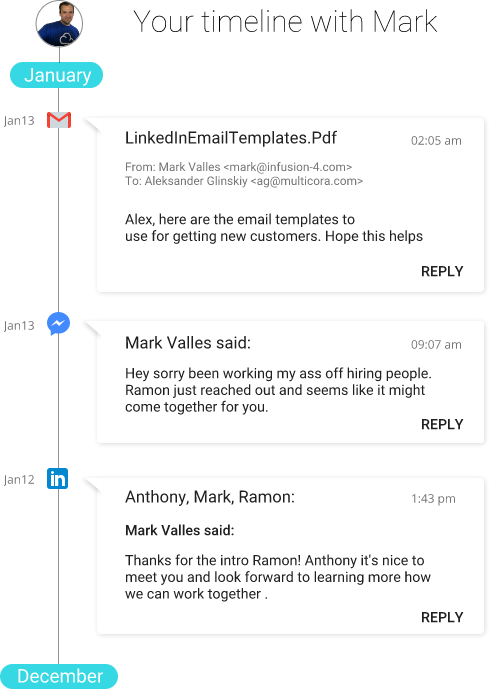 Your timeline with Mark
January
Jan13
LinkedInEmailTemplates.Pdf
02:05 am
From: Mark Valles <mark@infusion-4.com>
To: Aleksander Glinskiy <ag@multicora.com>
Alex, here are the email templates to
use for getting new customers. Hope this helps
REPLY
Jan13
Mark Valles said:
09:07 am
Hey sorry been working my ass off hiring people.
Ramon just reached out and seems like it might
come together for you.
REPLY
Jan12
in
Anthony, Mark, Ramon:
1:43 pm
Mark Valles said:
Thanks for the intro Ramon! Anthony it's nice to
meet you and look forward to learning more how
we can work together .
REPLY
December